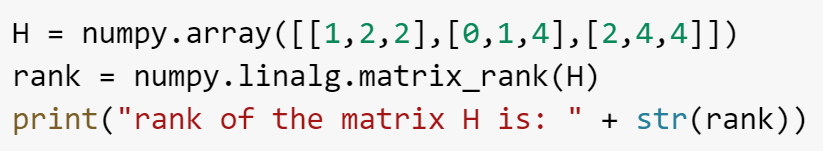 H = numpy.array([[1,2,2],[0,1,4],[2,4,4]])
rank = numpy.linalg.matrix_rank(H)
print("rank of the matrix H is: " + str(rank))